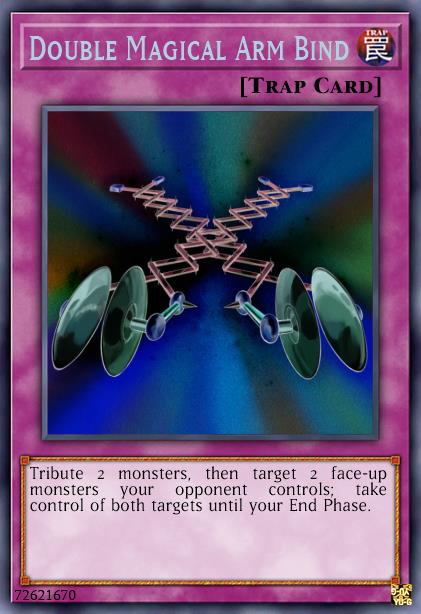 Double Magical Arm Bind
TRAP
罠
[Trap Card]
Tribute 2 monsters, then target 2 face-up
monsters your opponent controls; take
control of both targets until your End Phase.
72621670